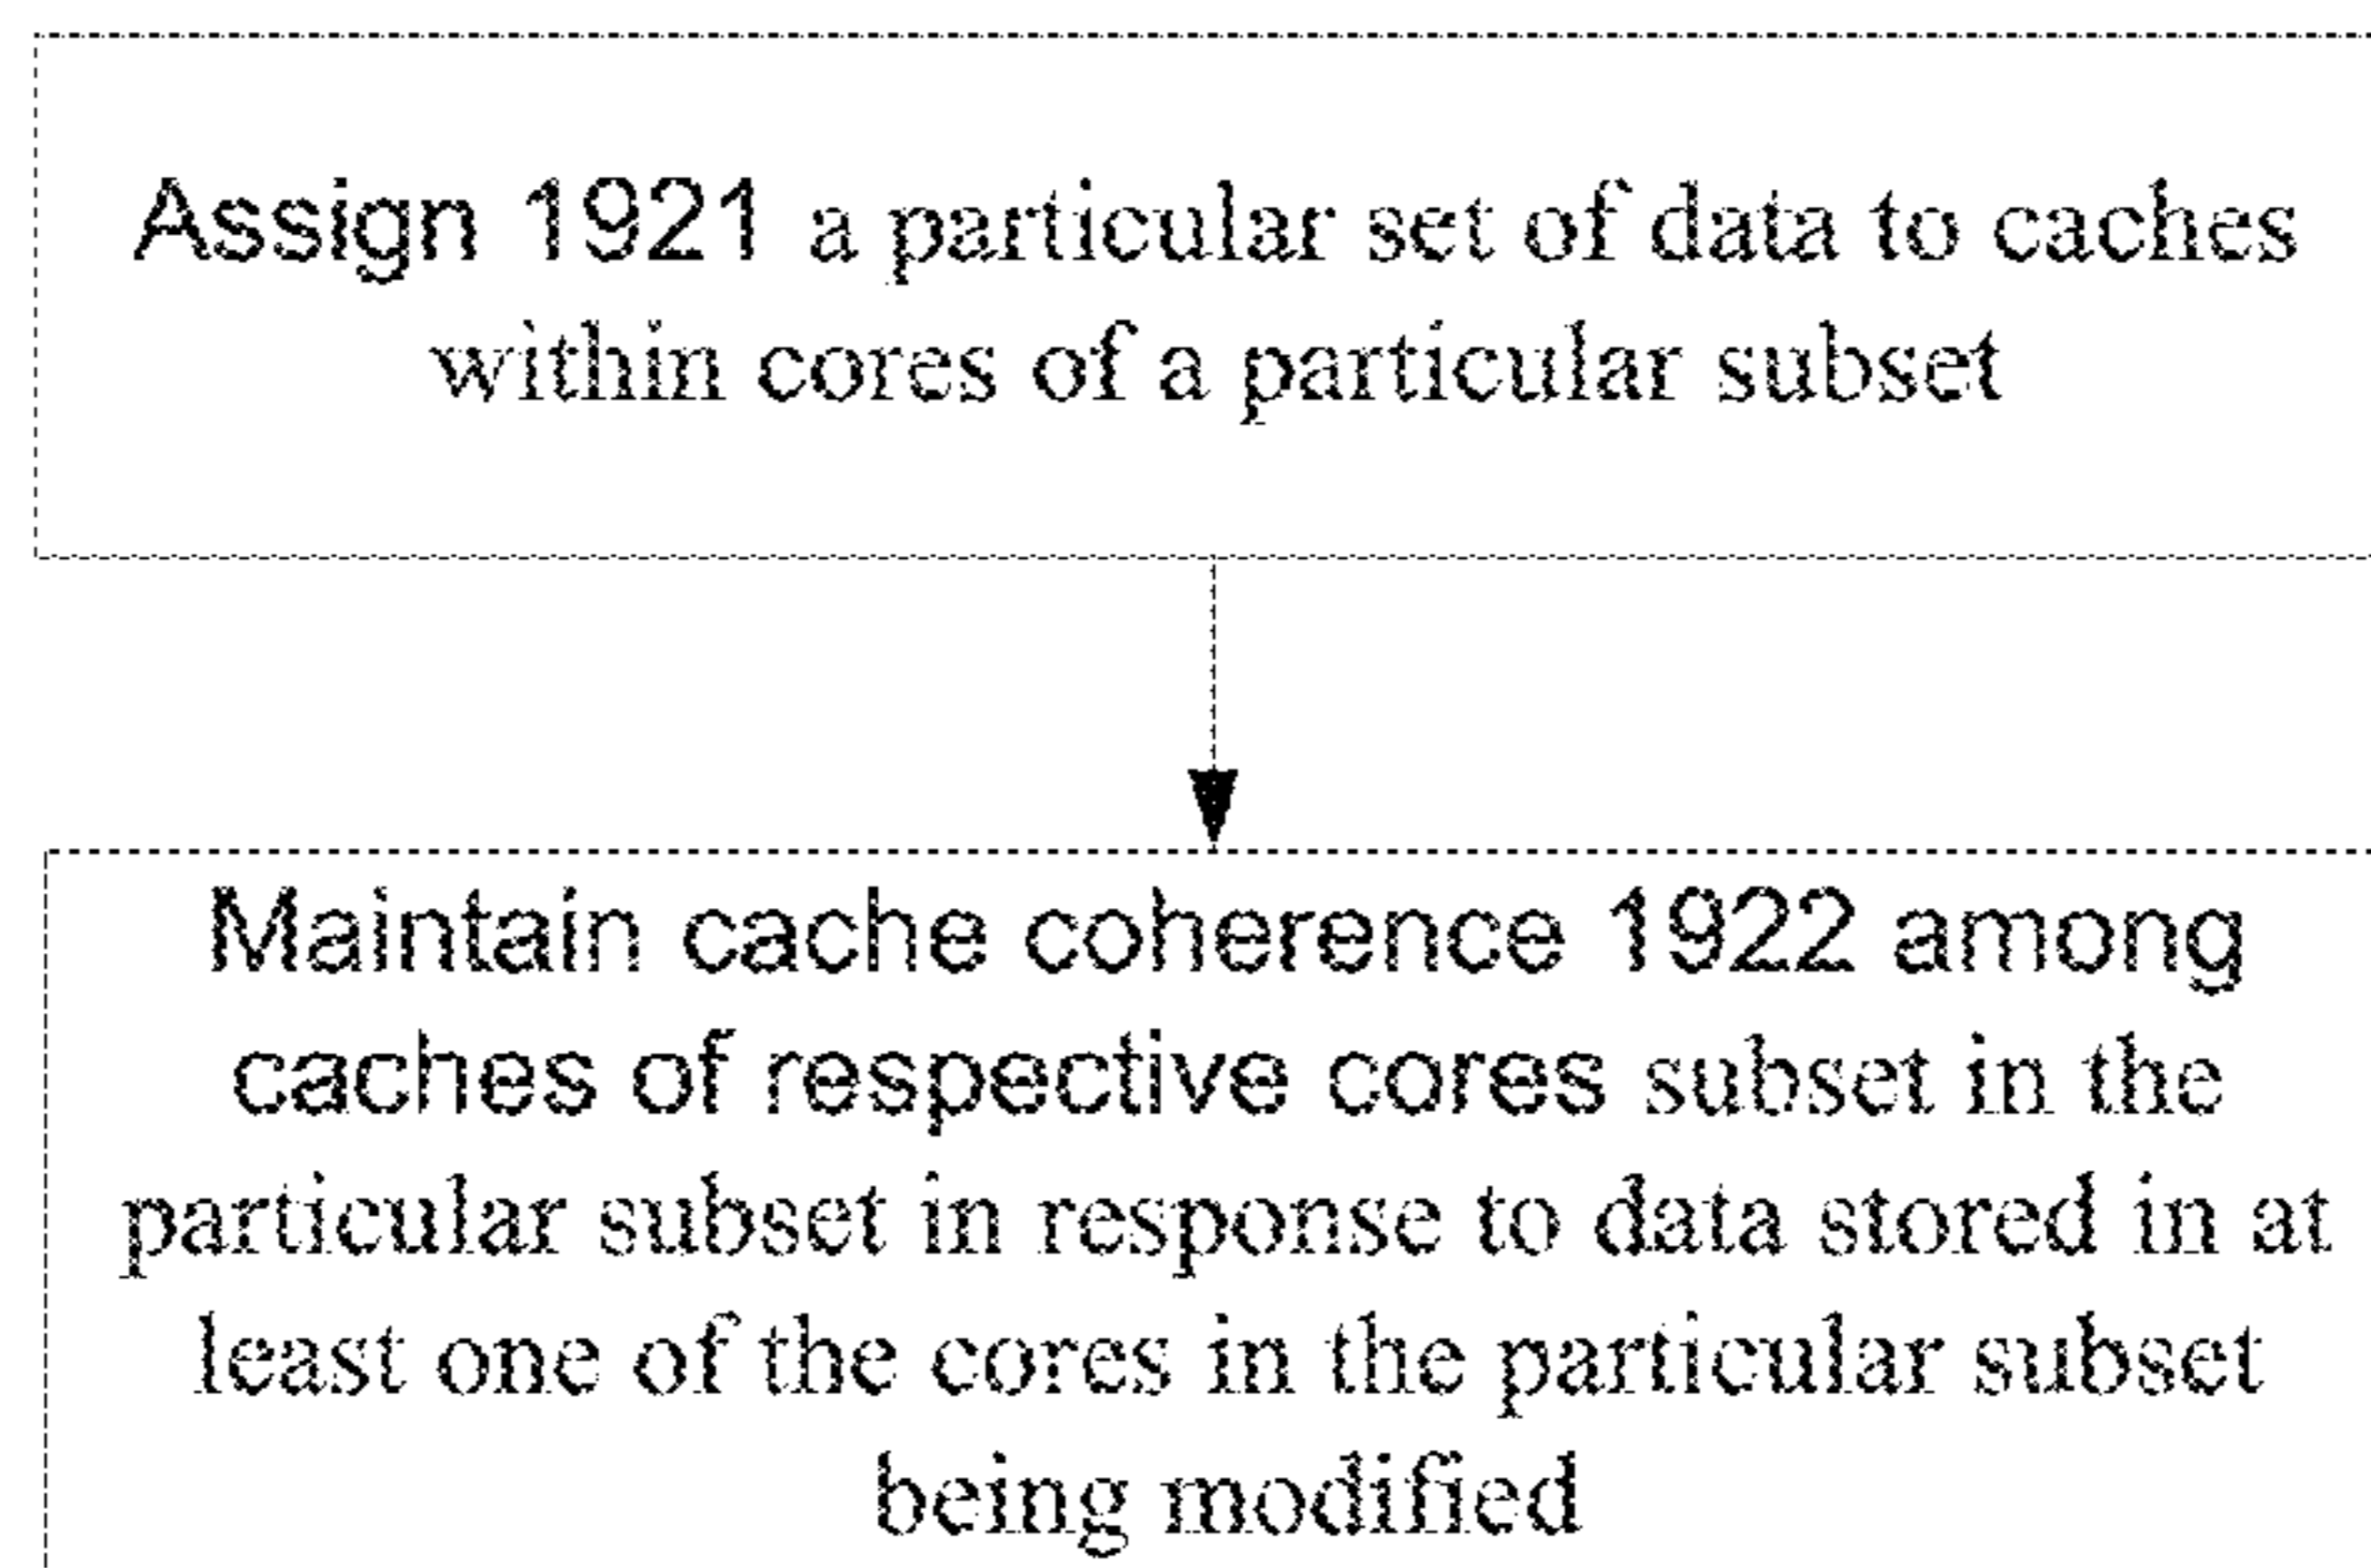 Assign 1921 a particular set of data to caches
within cores of a particular subset
Maintain cache coherence 1922 among
caches of respective cores subset in the
particular subset in response to data stored in at
least one of the cores in the particular subset
being modified